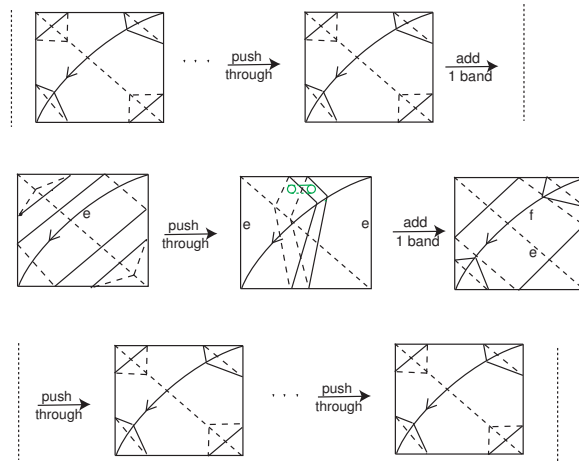 . . .
push
through
add
1 band
e
push
through
e
e
add
1 band
f
e
push
through
. . .
push
through